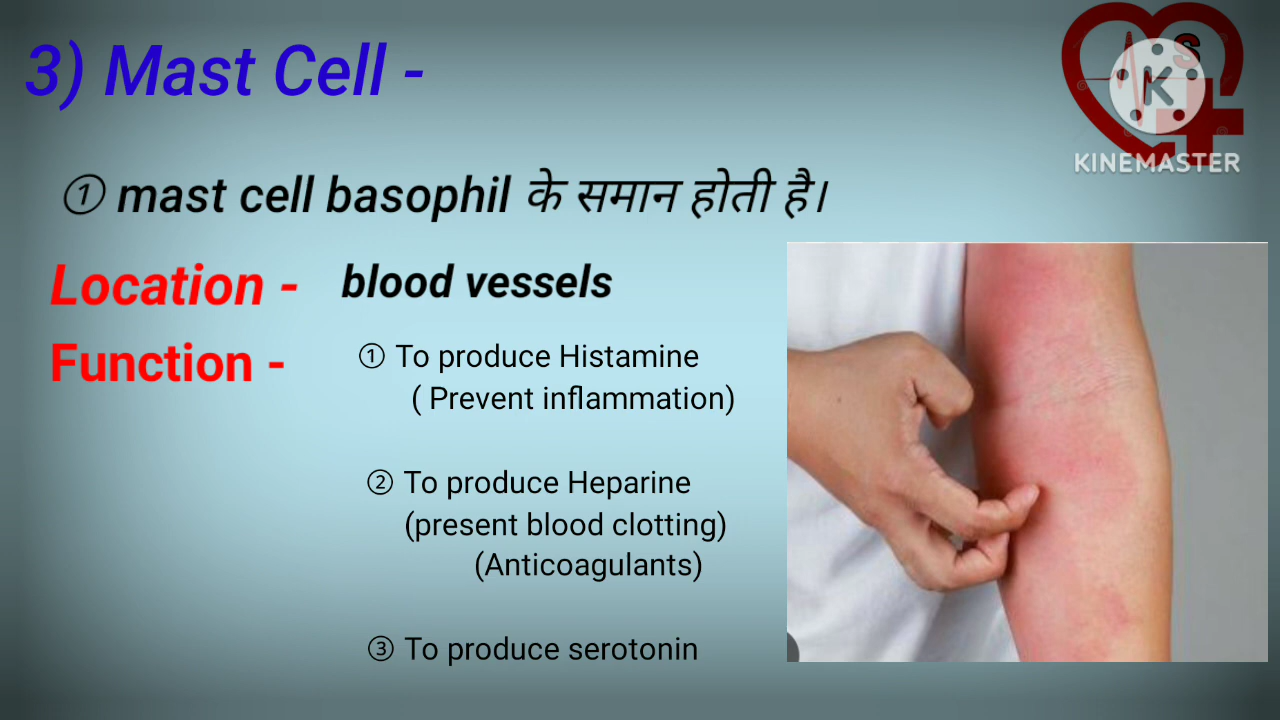 3) Mast Cell -
① mast cell basophil के समान होती है।
Location - blood vessels
Function - ① To produce Histamine
( Prevent inflammation)
② To produce Heparine
(present blood clotting)
(Anticoagulants)
③ To produce serotonin
S
K
KINEMASTER